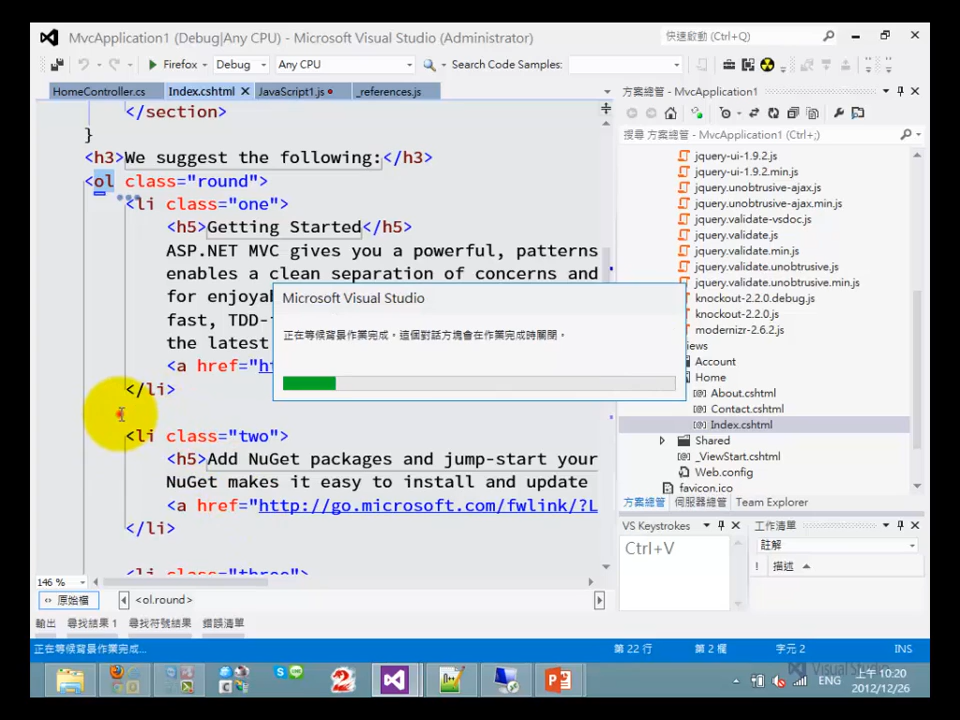 MvcApplication1 (Debug|Any CPU) - Microsoft Visual Studio (Administrator)
快速啟動 (Ctrl+Q)
Firefox
Debug
Any CPU
Search Code Samples:
HomeController.cs
Index.cshtml
JavaScript1.js
_references.js
方案總管 - MvcApplication1
搜尋 方案總管 - MvcApplication1 (Ctrl+;)
</section>
}
<h3>We suggest the following:</h3>
<ol class="round">
<li class="one">
<h5>Getting Started</h5>
ASP.NET MVC gives you a powerful, patterns
enables a clean separation of concerns and
for enjoyab
fast, TDD-
the latest
<a href="ht
</li>
<li class="two">
<h5>Add NuGet packages and jump-start your
NuGet makes it easy to install and update
<a href="http://go.microsoft.com/fwlink/?L
</li>
<li class="three">
Microsoft Visual Studio
正在等候背景作業完成。這個對話方塊會在作業完成時關閉。
jquery-ui-1.9.2.js
jquery-ui-1.9.2.min.js
jquery.unobtrusive-ajax.js
jquery.unobtrusive-ajax.min.js
jquery.validate-vsdoc.js
jquery.validate.js
jquery.validate.min.js
jquery.validate.unobtrusive.js
jquery.validate.unobtrusive.min.js
knockout-2.2.0.debug.js
knockout-2.2.0.js
modernizr-2.6.2.js
iews
Account
Home
About.cshtml
Contact.cshtml
Index.cshtml
Shared
_ViewStart.cshtml
Web.config
favicon.ico
方案總管
伺服器總管
Team Explorer
VS Keystrokes
Ctrl+V
工作清單
註解
! 描述
146 %
原始檔
<ol.round>
輸出
尋找結果 1
尋找符號結果
錯誤清單
正在等候背景作業完成...
第 22 行
第 2 欄
字元 2
INS
Visual Studio
ENG
上午 10:20
2012/12/26